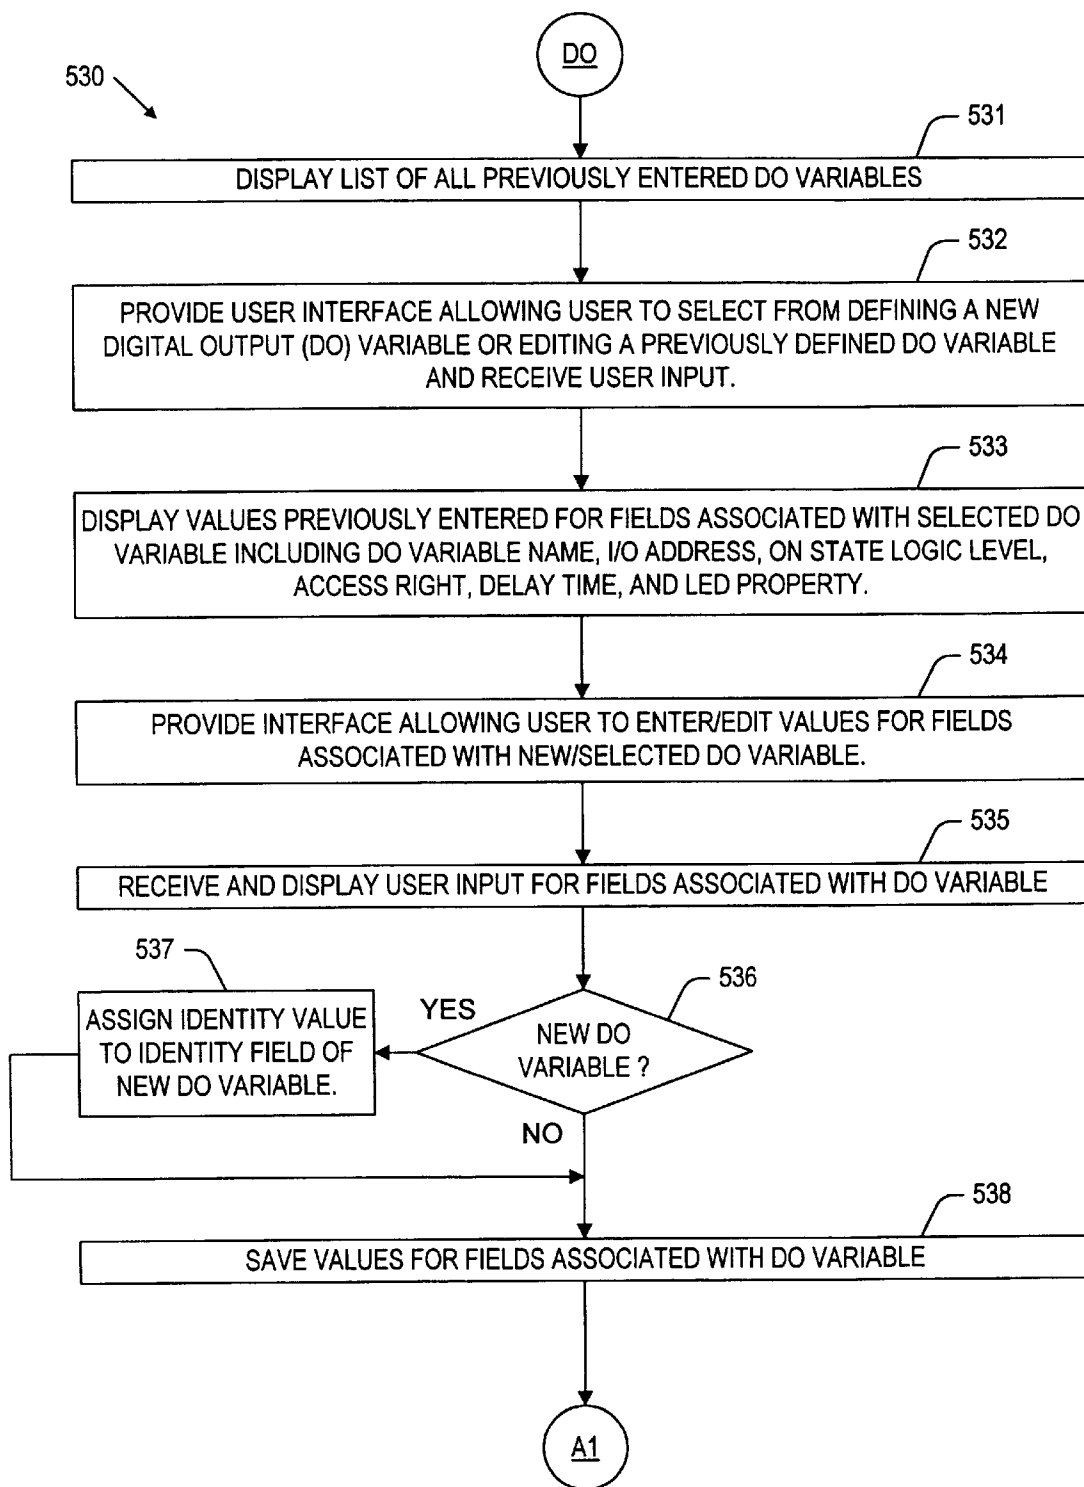 DO
530
531
DISPLAY LIST OF ALL PREVIOUSLY ENTERED DO VARIABLES
532
PROVIDE USER INTERFACE ALLOWING USER TO SELECT FROM DEFINING A NEW
DIGITAL OUTPUT (DO) VARIABLE OR EDITING A PREVIOUSLY DEFINED DO VARIABLE
AND RECEIVE USER INPUT.
533
DISPLAY VALUES PREVIOUSLY ENTERED FOR FIELDS ASSOCIATED WITH SELECTED DO
VARIABLE INCLUDING DO VARIABLE NAME, I/O ADDRESS, ON STATE LOGIC LEVEL,
ACCESS RIGHT, DELAY TIME, AND LED PROPERTY.
534
PROVIDE INTERFACE ALLOWING USER TO ENTER/EDIT VALUES FOR FIELDS
ASSOCIATED WITH NEW/SELECTED DO VARIABLE.
535
RECEIVE AND DISPLAY USER INPUT FOR FIELDS ASSOCIATED WITH DO VARIABLE
537
536
YES
ASSIGN IDENTITY VALUE
TO IDENTITY FIELD OF
NEW DO VARIABLE.
NEW DO
VARIABLE ?
NO
538
SAVE VALUES FOR FIELDS ASSOCIATED WITH DO VARIABLE
A1